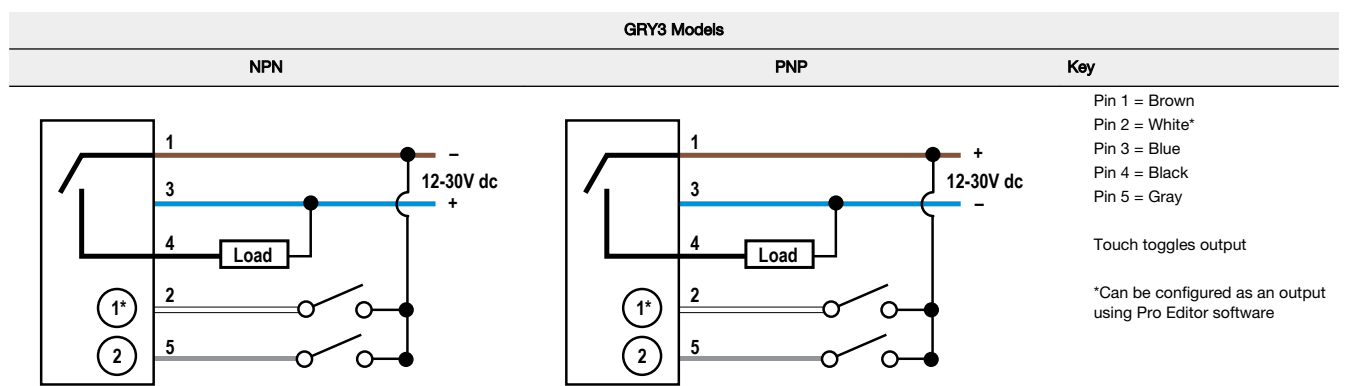 GRY3 Models
NPN PNP Key
1
–
12-30V dc
3
+
4
Load
1*
2
2
5
1
+
12-30V dc
3
–
4
Load
1*
2
2
5
Pin 1 = Brown
Pin 2 = White*
Pin 3 = Blue
Pin 4 = Black
Pin 5 = Gray
Touch toggles output
*Can be configured as an output
using Pro Editor software